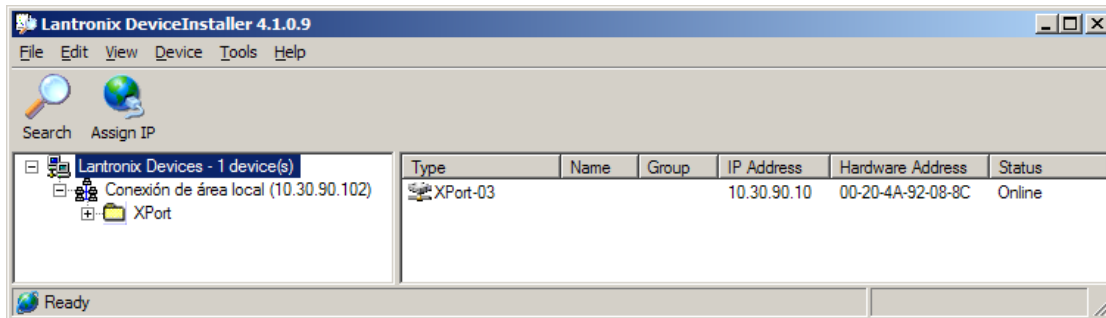 Lantronix DeviceInstaller 4.1.0.9
File Edit View Device Tools Help
Search Assign IP
Lantronix Devices - 1 device(s)
Conexión de área local (10.30.90.102)
XPort
Type Name Group IP Address Hardware Address Status
XPort-03 10.30.90.10 00-20-4A-92-08-8C Online
Ready